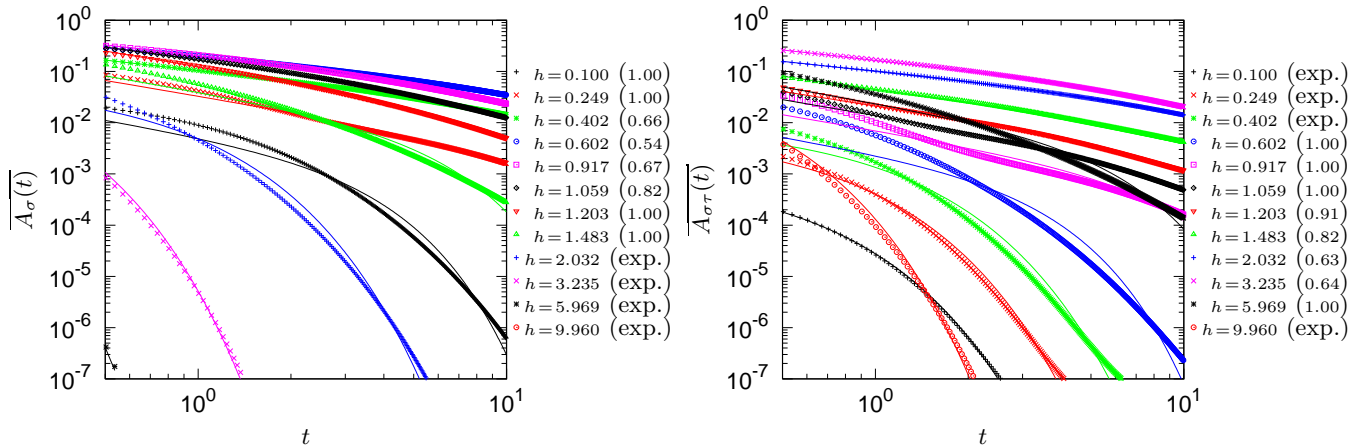 10^0
10^-1
10^-2
10^-3
10^-4
10^-5
10^-6
10^-7
10^0
10^1
t
\overline{A_σ(t)}
h=0.100 (1.00)
h=0.249 (1.00)
h=0.402 (0.66)
h=0.602 (0.54)
h=0.917 (0.67)
h=1.059 (0.82)
h=1.203 (1.00)
h=1.483 (1.00)
h=2.032 (exp.)
h=3.235 (exp.)
h=5.969 (exp.)
h=9.960 (exp.)
10^0
10^-1
10^-2
10^-3
10^-4
10^-5
10^-6
10^-7
10^0
10^1
t
\overline{A_{στ}(t)}
h=0.100 (exp.)
h=0.249 (exp.)
h=0.402 (exp.)
h=0.602 (1.00)
h=0.917 (1.00)
h=1.059 (1.00)
h=1.203 (0.91)
h=1.483 (0.82)
h=2.032 (0.63)
h=3.235 (0.64)
h=5.969 (1.00)
h=9.960 (exp.)